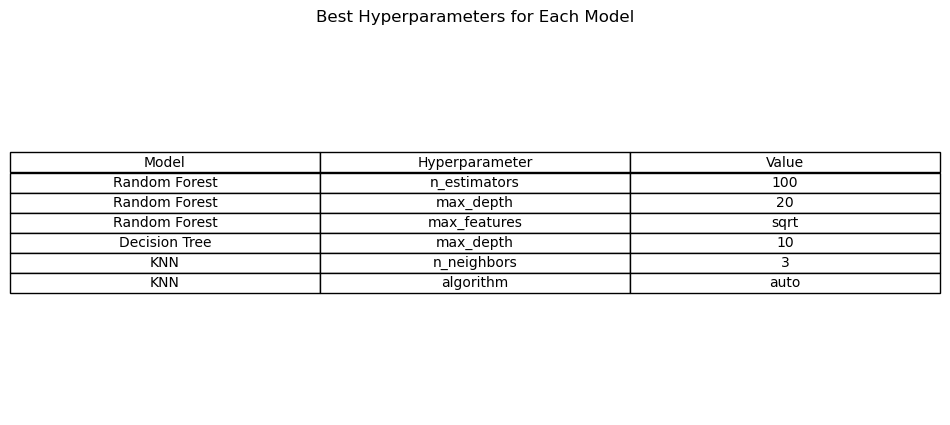 Best Hyperparameters for Each Model
Model Hyperparameter Value
Random Forest n_estimators 100
Random Forest max_depth 20
Random Forest max_features sqrt
Decision Tree max_depth 10
KNN n_neighbors 3
KNN algorithm auto